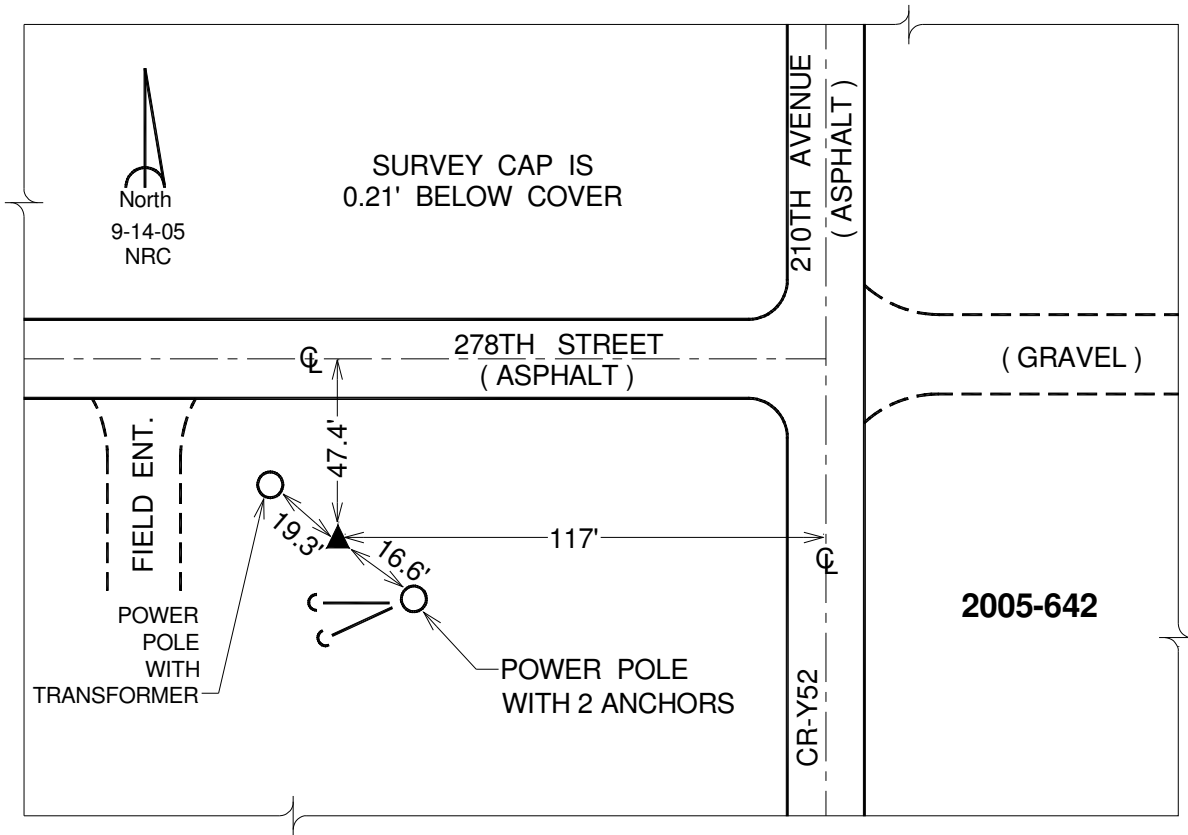 SURVEY CAP IS
0.21' BELOW COVER
North
9-14-05
NRC
210TH AVENUE
( ASPHALT )
278TH STREET
( ASPHALT )
℄
( GRAVEL )
FIELD ENT.
47.4'
19.3'
16.6'
117'
℄
POWER
POLE
WITH
TRANSFORMER
POWER POLE
WITH 2 ANCHORS
2005-642
CR-Y52